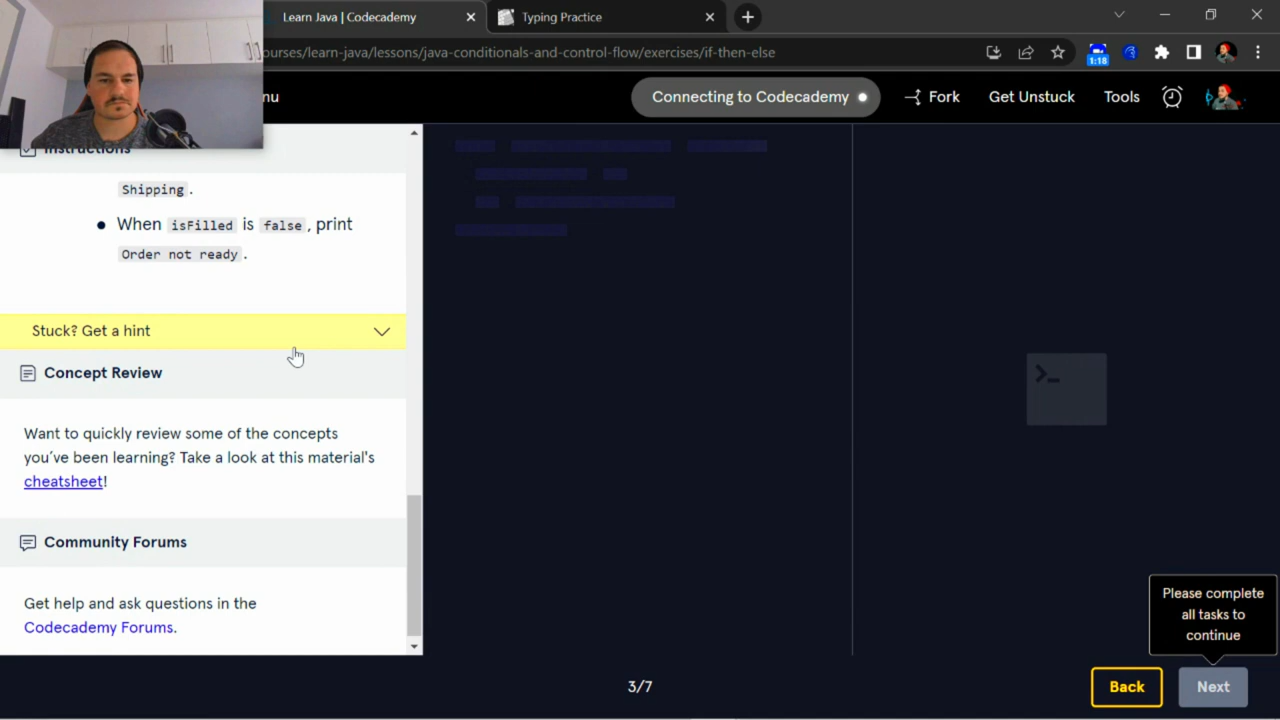 Learn Java | Codecademy
Typing Practice
ourses/learn-java/lessons/java-conditionals-and-control-flow/exercises/if-then-else
1:18
nu
Connecting to Codecademy
Fork
Get Unstuck
Tools
Instructions
Shipping.
When isFilled is false, print
Order not ready.
Stuck? Get a hint
Concept Review
Want to quickly review some of the concepts
you've been learning? Take a look at this material's
cheatsheet!
Community Forums
Get help and ask questions in the
Codecademy Forums.
>_
Please complete
all tasks to
continue
3/7
Back
Next